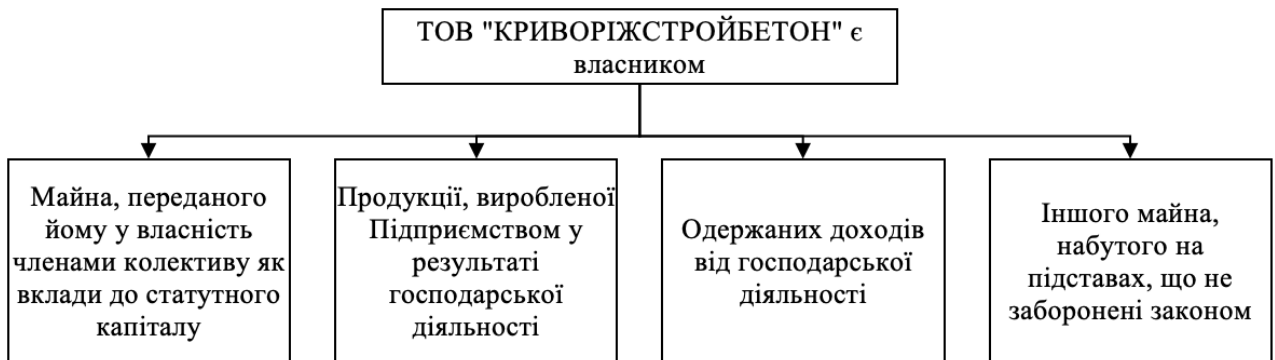 ТОВ "КРИВОРІЖСТРОЙБЕТОН" є
власником
Майна, переданого
йому у власність
членами колективу як
вклади до статутного
капіталу
Продукції, виробленої
Підприємством у
результаті
господарської
діяльності
Одержаних доходів
від господарської
діяльності
Іншого майна,
набутого на
підставах, що не
заборонені законом